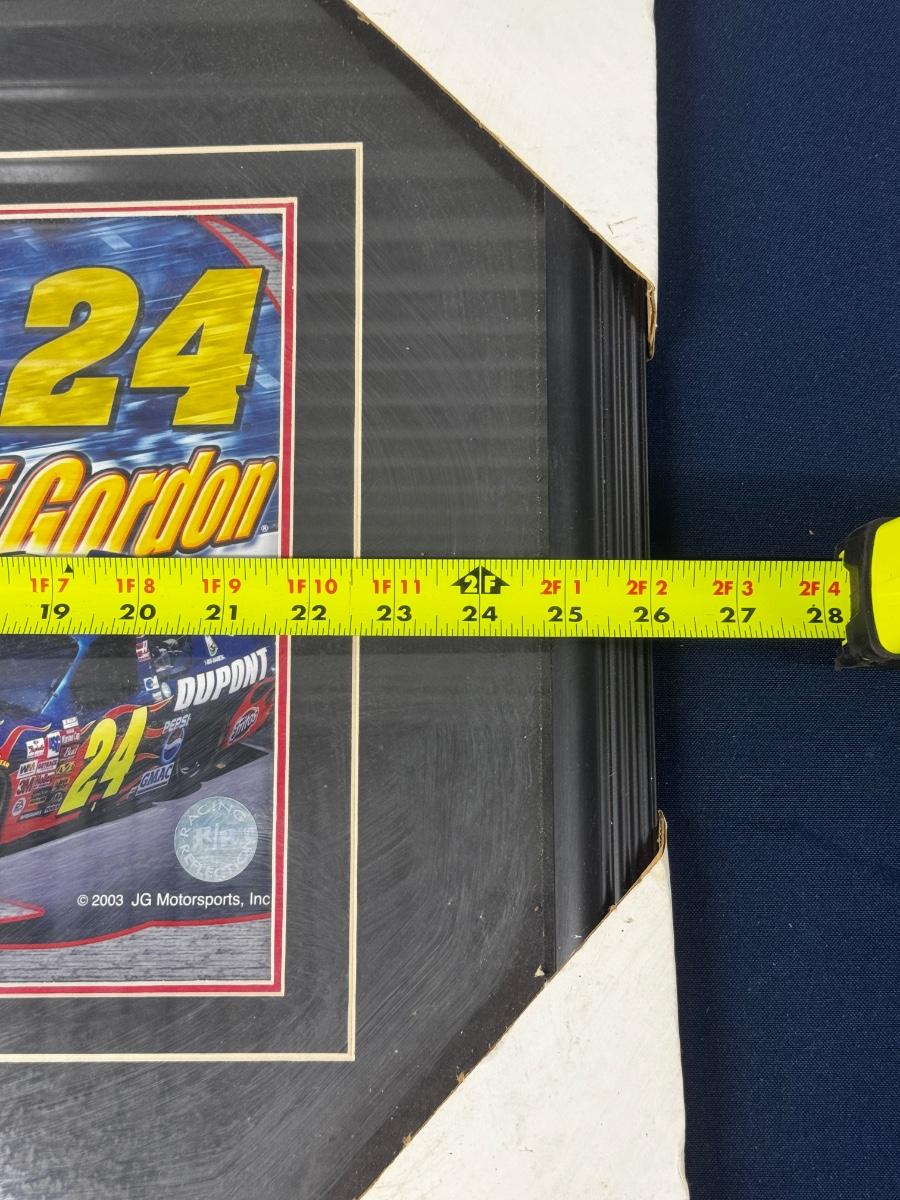 24
Gordon®
1F 7 1F 8 1F 9 1F 10 1F 11 2F 2F 1 2F 2 2F 3 2F 4
19 20 21 22 23 24 25 26 27 28
DUPONT
PEPSI
24
GMAC
3M
RACING
REFLECTIONS
© 2003 JG Motorsports, Inc